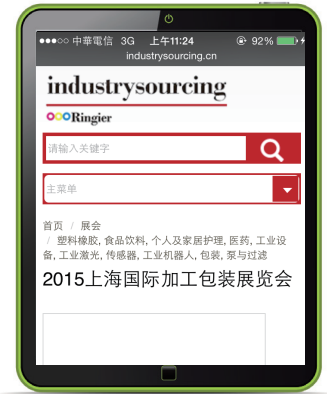 中華電信 3G 上午11:24 92%
industrysourcing.cn
industrysourcing
Ringier
请输入关键字
主菜单
首页 / 展会
/ 塑料橡胶, 食品饮料, 个人及家居护理, 医药, 工业设
备, 工业激光, 传感器, 工业机器人, 包装, 泵与过滤
2015上海国际加工包装展览会